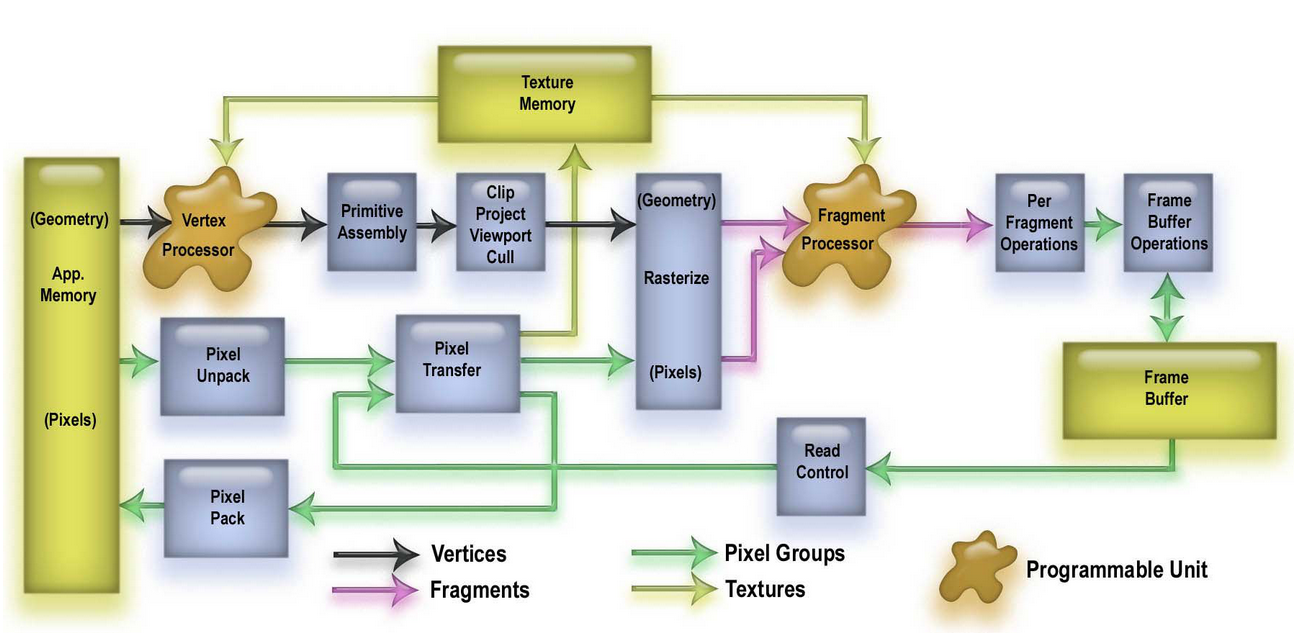 Texture
Memory
(Geometry)
App.
Memory
(Pixels)
Vertex
Processor
Primitive
Assembly
Clip
Project
Viewport
Cull
(Geometry)
Rasterize
(Pixels)
Fragment
Processor
Per
Fragment
Operations
Frame
Buffer
Operations
Pixel
Unpack
Pixel
Transfer
Frame
Buffer
Read
Control
Pixel
Pack
Vertices
Fragments
Pixel Groups
Textures
Programmable Unit